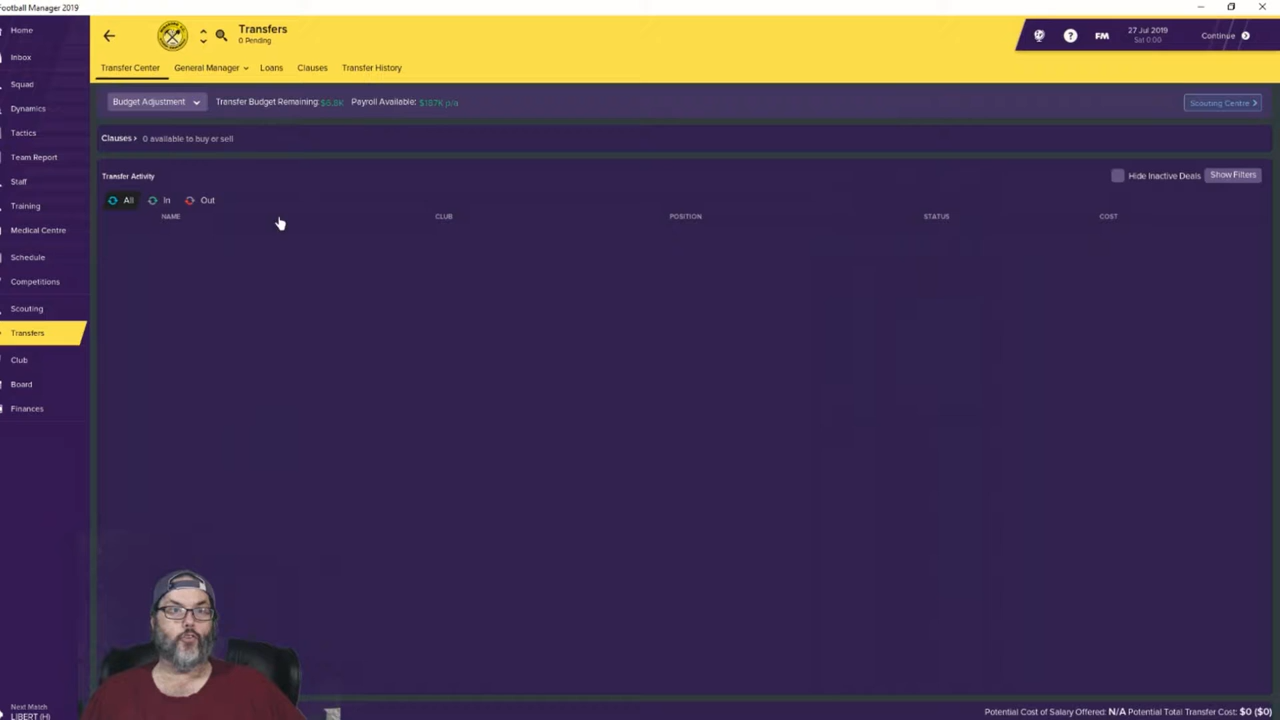 Football Manager 2019
Home
Inbox
Squad
Dynamics
Tactics
Team Report
Staff
Training
Medical Centre
Schedule
Competitions
Scouting
Transfers
Club
Board
Finances
Next Match
LIBERT (H)
Transfers
0 Pending
FM
27 Jul 2019
Sat 0:00
Continue
Transfer Center
General Manager
Loans
Clauses
Transfer History
Budget Adjustment
Transfer Budget Remaining: $6.8K
Payroll Available: $187K p/a
Scouting Centre >
Clauses > 0 available to buy or sell
Transfer Activity
Hide Inactive Deals
Show Filters
All
In
Out
NAME
CLUB
POSITION
STATUS
COST
Potential Cost of Salary Offered: N/A Potential Total Transfer Cost: $0 ($0)